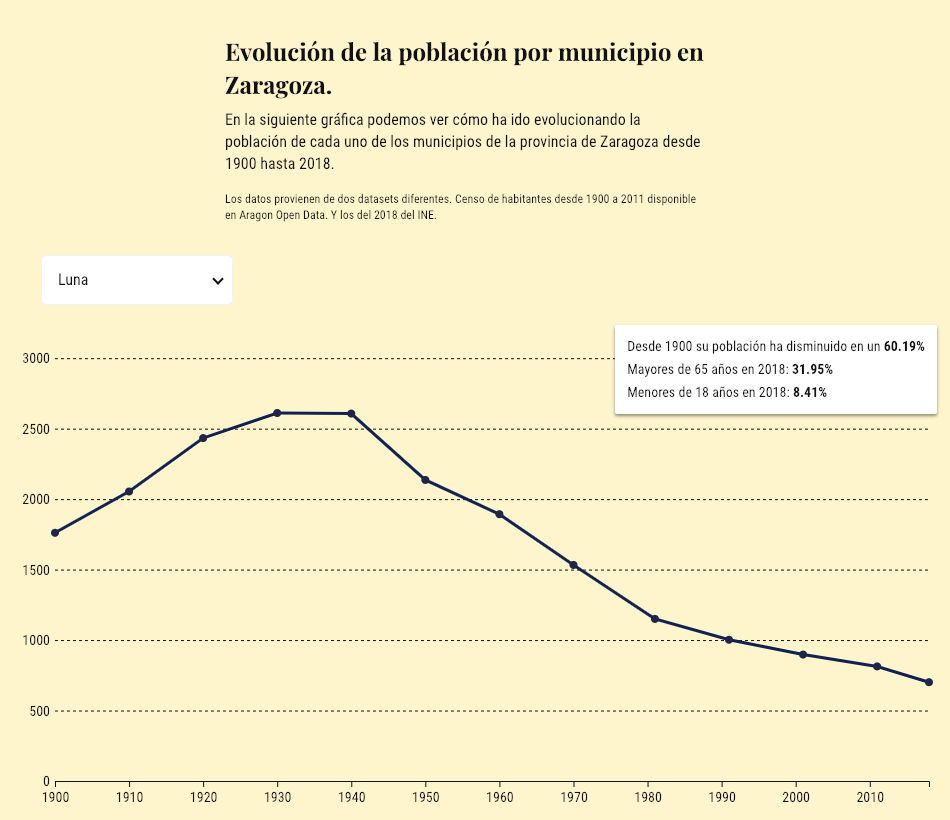 Evolución de la población por municipio en
Zaragoza.
En la siguiente gráfica podemos ver cómo ha ido evolucionando la
población de cada uno de los municipios de la provincia de Zaragoza desde
1900 hasta 2018.
Los datos provienen de dos datasets diferentes. Censo de habitantes desde 1900 a 2011 disponible
en Aragon Open Data. Y los del 2018 del INE.
Luna
Desde 1900 su población ha disminuido en un 60.19%
Mayores de 65 años en 2018: 31.95%
Menores de 18 años en 2018: 8.41%
3000
2500
2000
1500
1000
500
0
1900 1910 1920 1930 1940 1950 1960 1970 1980 1990 2000 2010